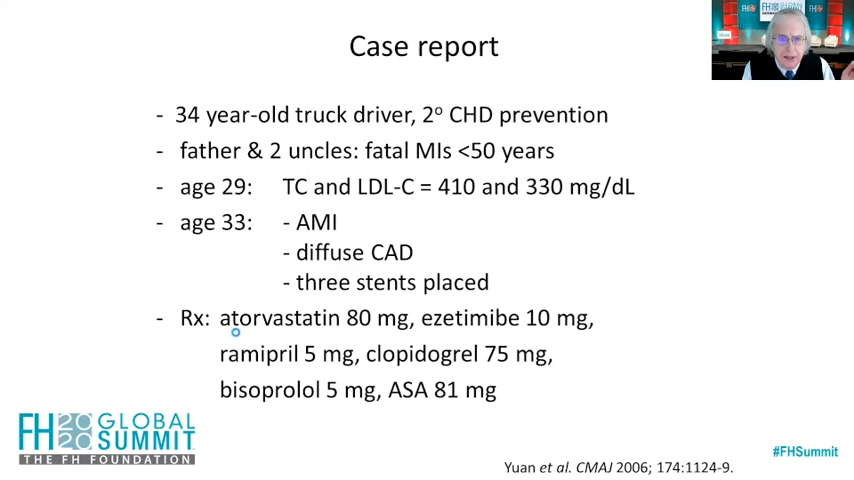 Case report
- 34 year-old truck driver, 2º CHD prevention
- father & 2 uncles: fatal MIs <50 years
- age 29: TC and LDL-C = 410 and 330 mg/dL
- age 33: - AMI
- diffuse CAD
- three stents placed
- Rx: atorvastatin 80 mg, ezetimibe 10 mg,
ramipril 5 mg, clopidogrel 75 mg,
bisoprolol 5 mg, ASA 81 mg
FH 2020 GLOBAL SUMMIT
THE FH FOUNDATION
#FHSummit
Yuan et al. CMAJ 2006; 174:1124-9.